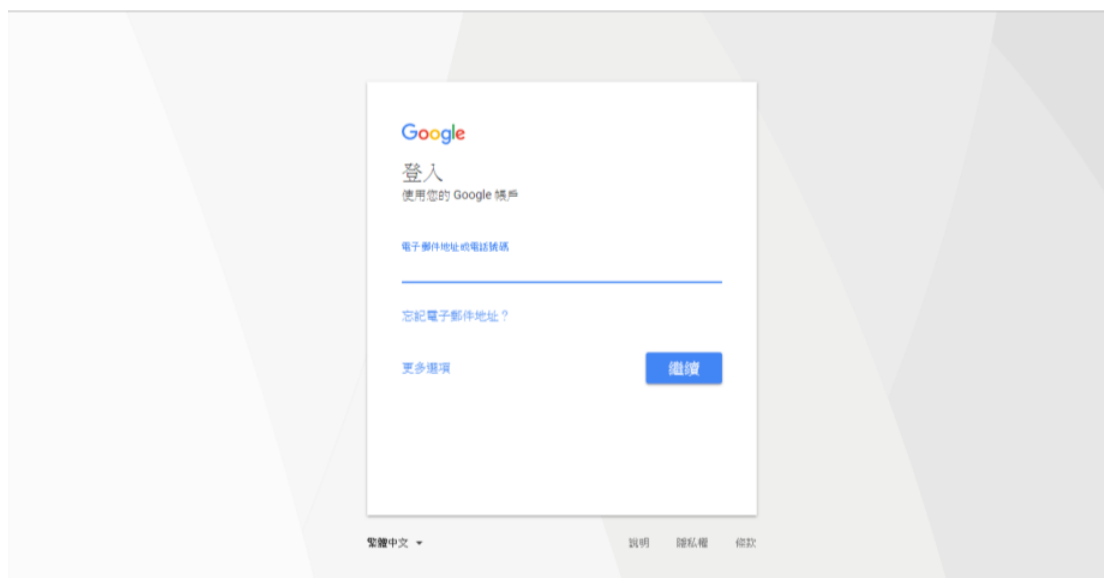 Google
登入
使用您的 Google 帳戶
電子郵件地址或電話號碼
忘記電子郵件地址？
更多選項
繼續
繁體中文
說明 隱私權 條款